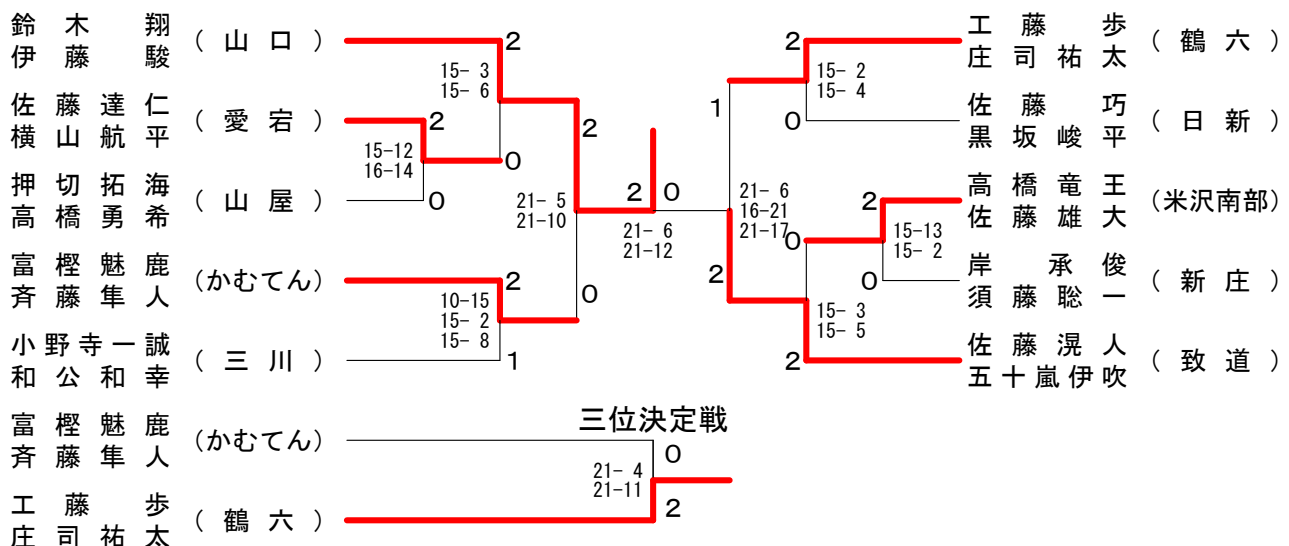 鈴木翔
伊藤駿
(山口)
佐藤達仁
横山航平
(愛宕)
押切拓海
高橋勇希
(山屋)
富樫魅鹿
斉藤隼人
(かむてん)
小野寺一誠
和公和幸
(三川)
2
15- 3
15- 6
0
2
15-12
16-14
0
2
10-15
15- 2
15- 8
1
2
21- 5
21-10
0
2 0
21- 6
21-12
1
21- 6
16-21
21-17
2
2
15- 2
15- 4
0
0
15- 3
15- 5
2
2
15-13
15- 2
0
工藤歩
庄司祐太
(鶴六)
佐藤巧
黒坂峻平
(日新)
高橋竜王
佐藤雄大
(米沢南部)
岸承俊
須藤聡一
(新庄)
佐藤滉人
五十嵐伊吹
(致道)
三位決定戦
富樫魅鹿
斉藤隼人
(かむてん)
工藤歩
庄司祐太
(鶴六)
0
21- 4
21-11
2